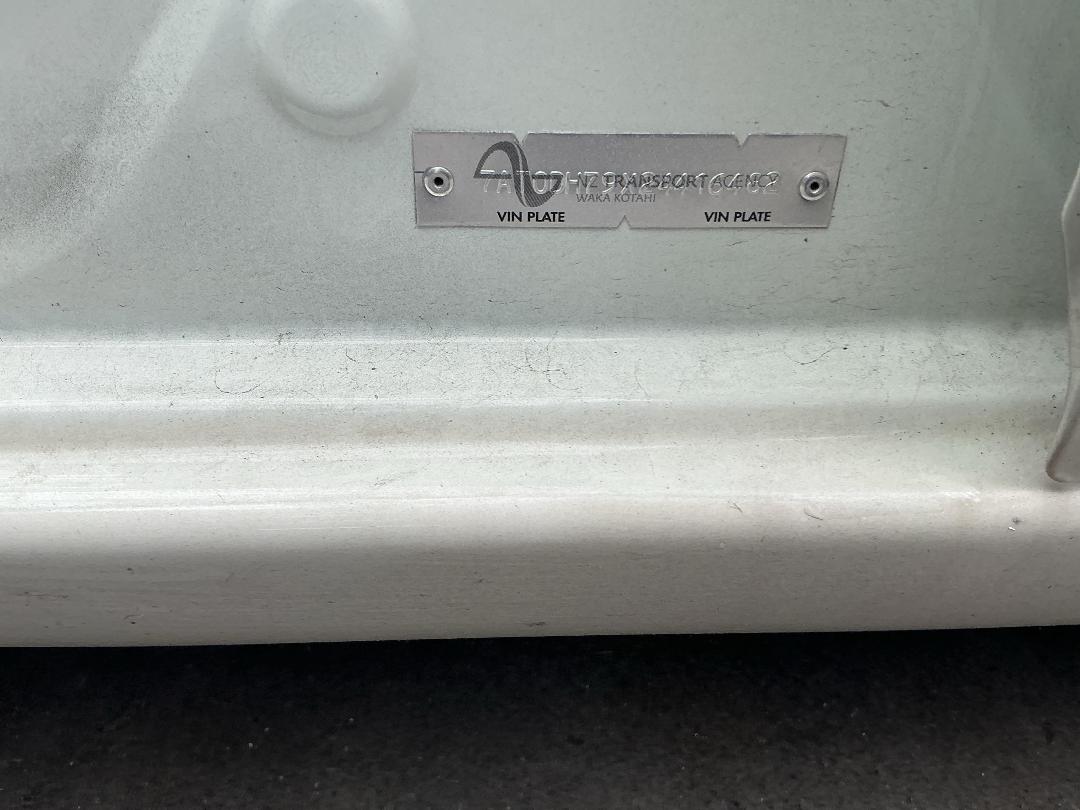 NZ TRANSPORT AGENCY
WAKA KOTAHI
VIN PLATE VIN PLATE